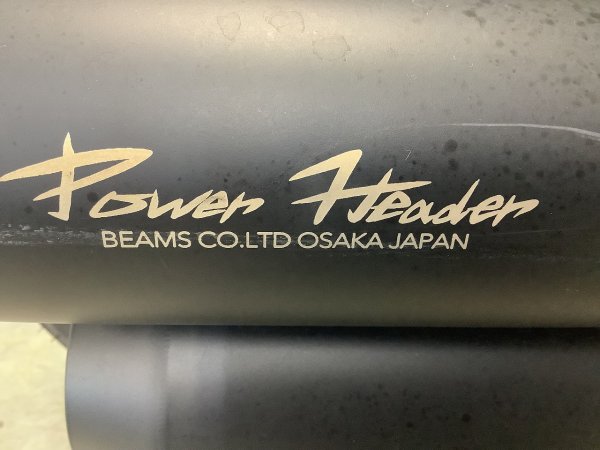 Power Header
BEAMS CO.LTD OSAKA JAPAN